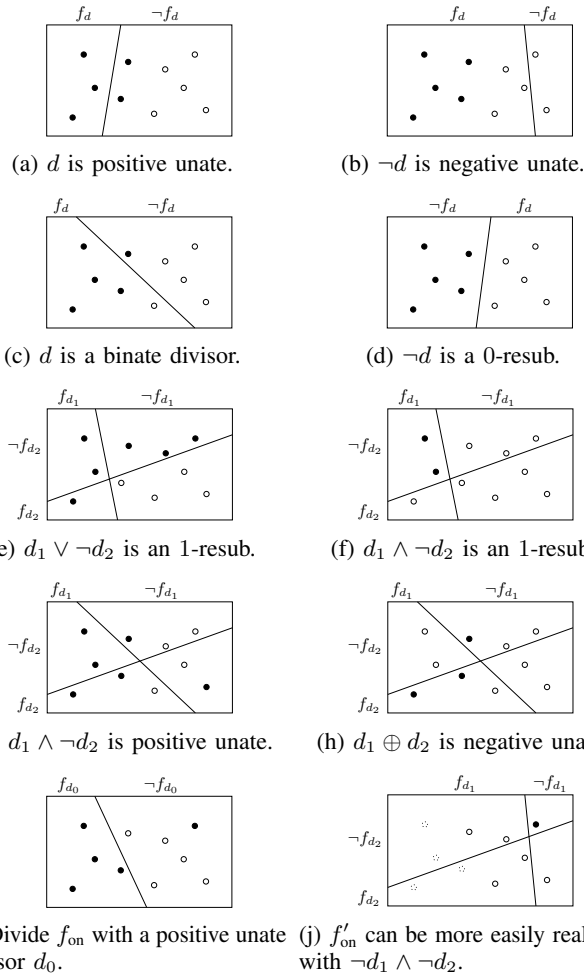 f_d ¬f_d f_d ¬f_d
(a) d is positive unate. (b) ¬d is negative unate.
f_d ¬f_d ¬f_d f_d
(c) d is a binate divisor. (d) ¬d is a 0-resub.
f_{d_1} ¬f_{d_1} f_{d_1} ¬f_{d_1}
¬f_{d_2} ¬f_{d_2}
f_{d_2} f_{d_2}
e) d_1 ∨ ¬d_2 is an 1-resub. (f) d_1 ∧ ¬d_2 is an 1-resub
f_{d_1} ¬f_{d_1} f_{d_1} ¬f_{d_1}
¬f_{d_2} ¬f_{d_2}
f_{d_2} f_{d_2}
d_1 ∧ ¬d_2 is positive unate. (h) d_1 ⊕ d_2 is negative una
f_{d_0} ¬f_{d_0} f_{d_1} ¬f_{d_1}
¬f_{d_2}
f_{d_2}
Divide f_on with a positive unate (j) f′_on can be more easily real
sor d_0. with ¬d_1 ∧ ¬d_2.